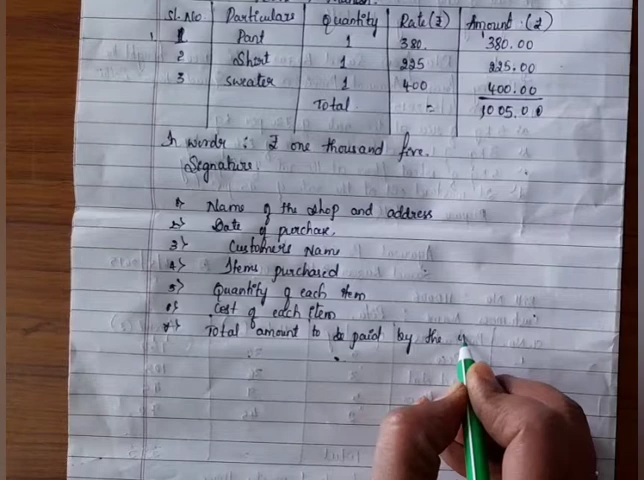 Sl. No Particulars Quantity Rate (₹) Amount (₹)
1 Pant 1 380. 380.00
2 Shirt 1 225 225.00
3 Sweater 1 400 400.00
Total - 1005.00
In words : ₹ one thousand five.
Signature
1> Name of the shop and address
2> Date of purchase.
3> Customer's Name
4> Items purchased
5> Quantity of each item
6> Cost of each item
7> Total amount to be paid by the